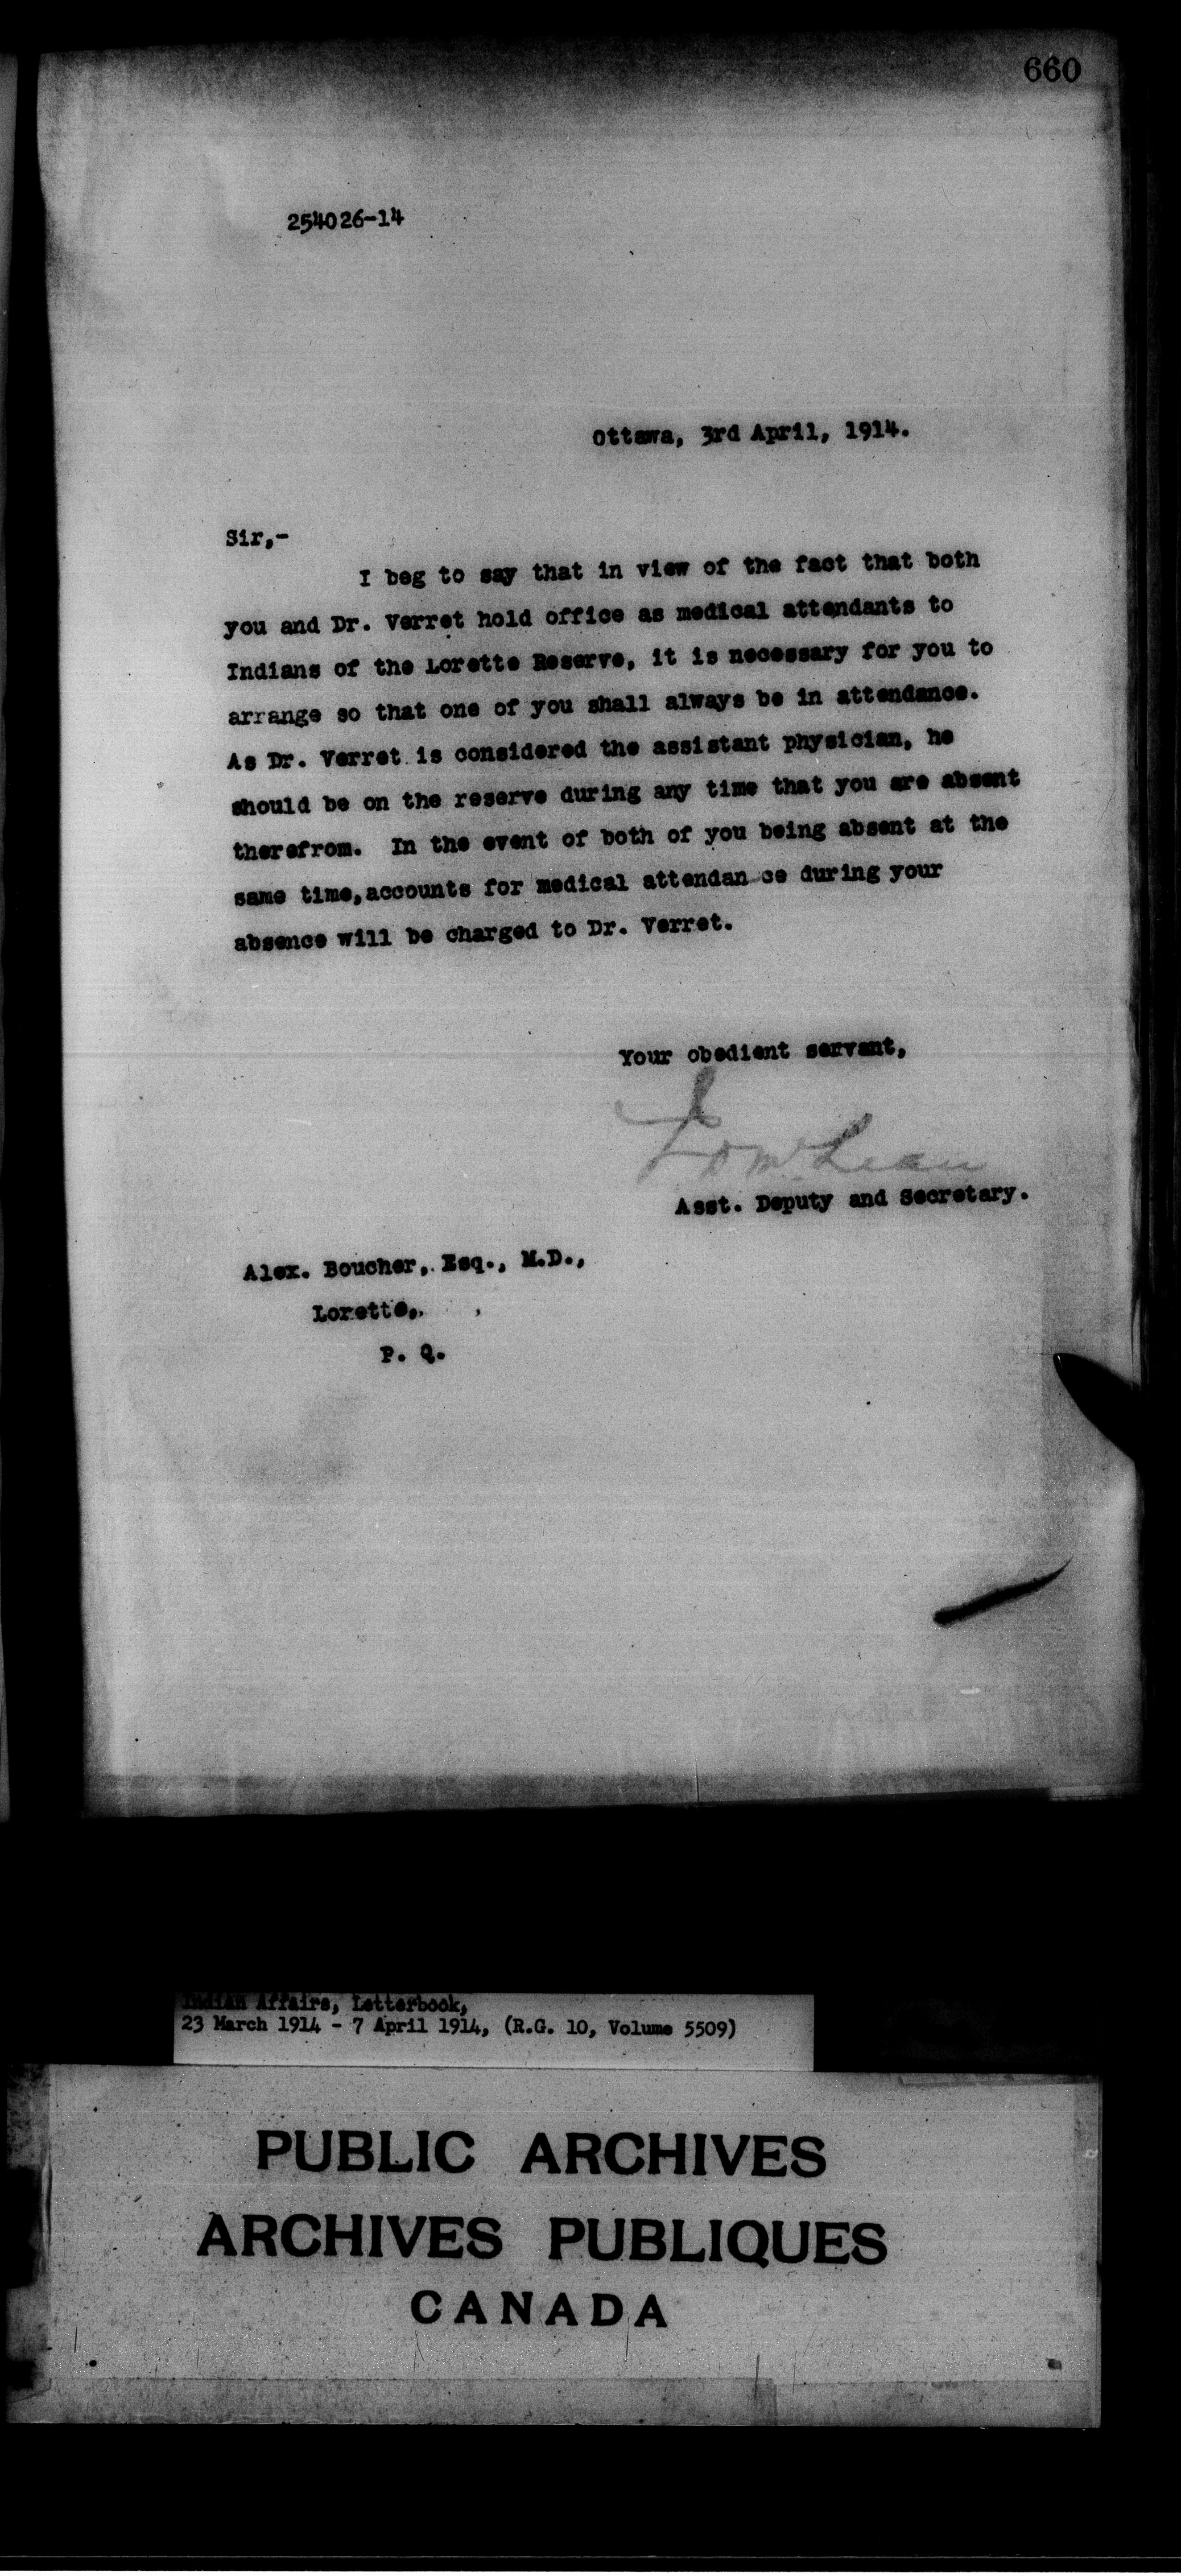 660
254026-14
Ottawa, 3rd April, 1914.
Sir,-
I beg to say that in view of the fact that both
you and Dr. Verret hold office as medical attendants to
Indians of the Lorette Reserve, it is necessary for you to
arrange so that one of you shall always be in attendance.
As Dr. Verret is considered the assistant physician, he
should be on the reserve during any time that you are absent
therefrom. In the event of both of you being absent at the
same time, accounts for medical attendan ce during your
absence will be charged to Dr. Verret.
Your obedient servant,
J D McLean
Asst. Deputy and Secretary.
Alex. Boucher, Esq., M.D.,
Lorette,
P. Q.
Indian Affairs, Letterbook,
23 March 1914 - 7 April 1914, (R.G. 10, Volume 5509)
PUBLIC ARCHIVES
ARCHIVES PUBLIQUES
CANADA